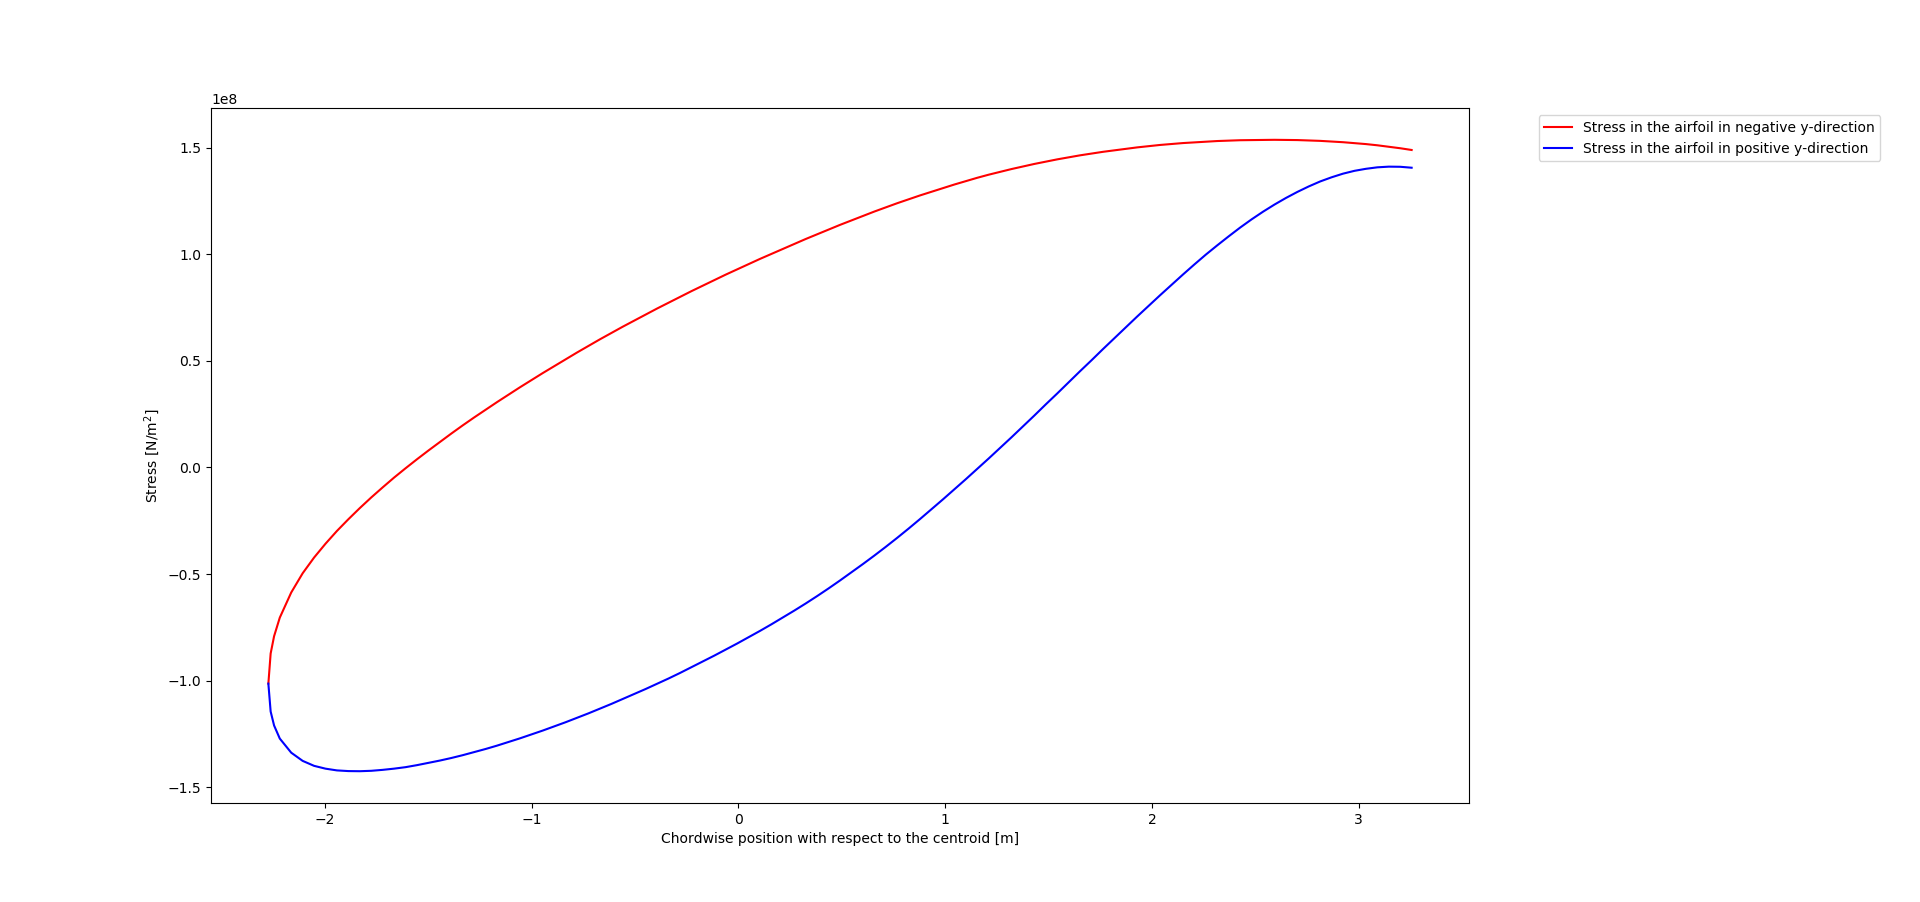 1e8
Stress in the airfoil in negative y-direction
Stress in the airfoil in positive y-direction
1.5
1.0
0.5
0.0
−0.5
−1.0
−1.5
Stress [N/m²]
−2 −1 0 1 2 3
Chordwise position with respect to the centroid [m]